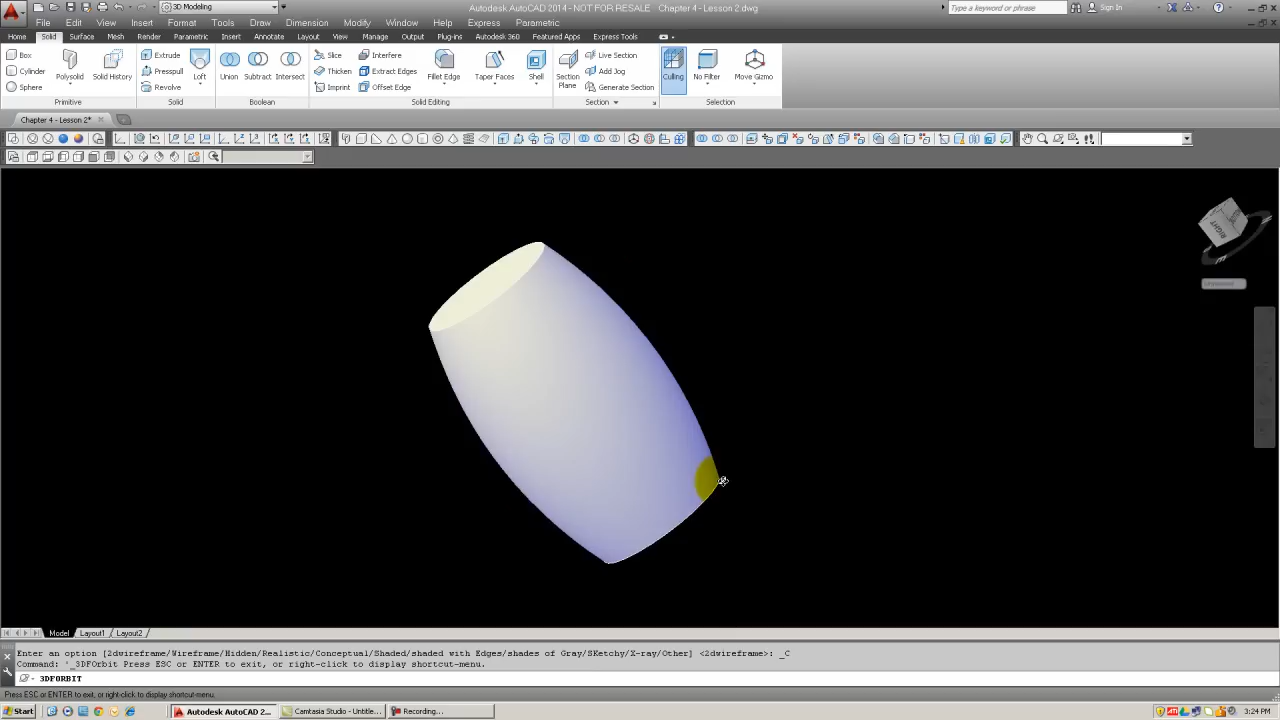 3D Modeling
Autodesk AutoCAD 2014 - NOT FOR RESALE
Chapter 4 - Lesson 2.dwg
Type a keyword or phrase
Sign In
File
Edit
View
Insert
Format
Tools
Draw
Dimension
Modify
Window
Help
Express
Parametric
Home
Solid
Surface
Mesh
Render
Parametric
Insert
Annotate
Layout
View
Manage
Output
Plug-ins
Autodesk 360
Featured Apps
Express Tools
Box
Cylinder
Sphere
Polysolid
Solid History
Primitive
Extrude
Presspull
Revolve
Loft
Solid
Union
Subtract
Intersect
Boolean
Slice
Thicken
Imprint
Interfere
Extract Edges
Offset Edge
Fillet Edge
Taper Faces
Shell
Solid Editing
Section Plane
Live Section
Add Jog
Generate Section
Section
Culling
No Filter
Move Gizmo
Selection
Chapter 4 - Lesson 2*
RIGHT
Model
Layout1
Layout2
Enter an option [2dwireframe/Wireframe/Hidden/Realistic/Conceptual/Shaded/shaded with Edges/shades of Gray/SKetchy/X-ray/Other] <2dwireframe>: _C
Command: '_3DFOrbit Press ESC or ENTER to exit, or right-click to display shortcut-menu.
3DFORBIT
Press ESC or ENTER to exit, or right-click to display shortcut-menu.
Start
Autodesk AutoCAD 2...
Camtasia Studio - Untitle...
Recording...
3:24 PM